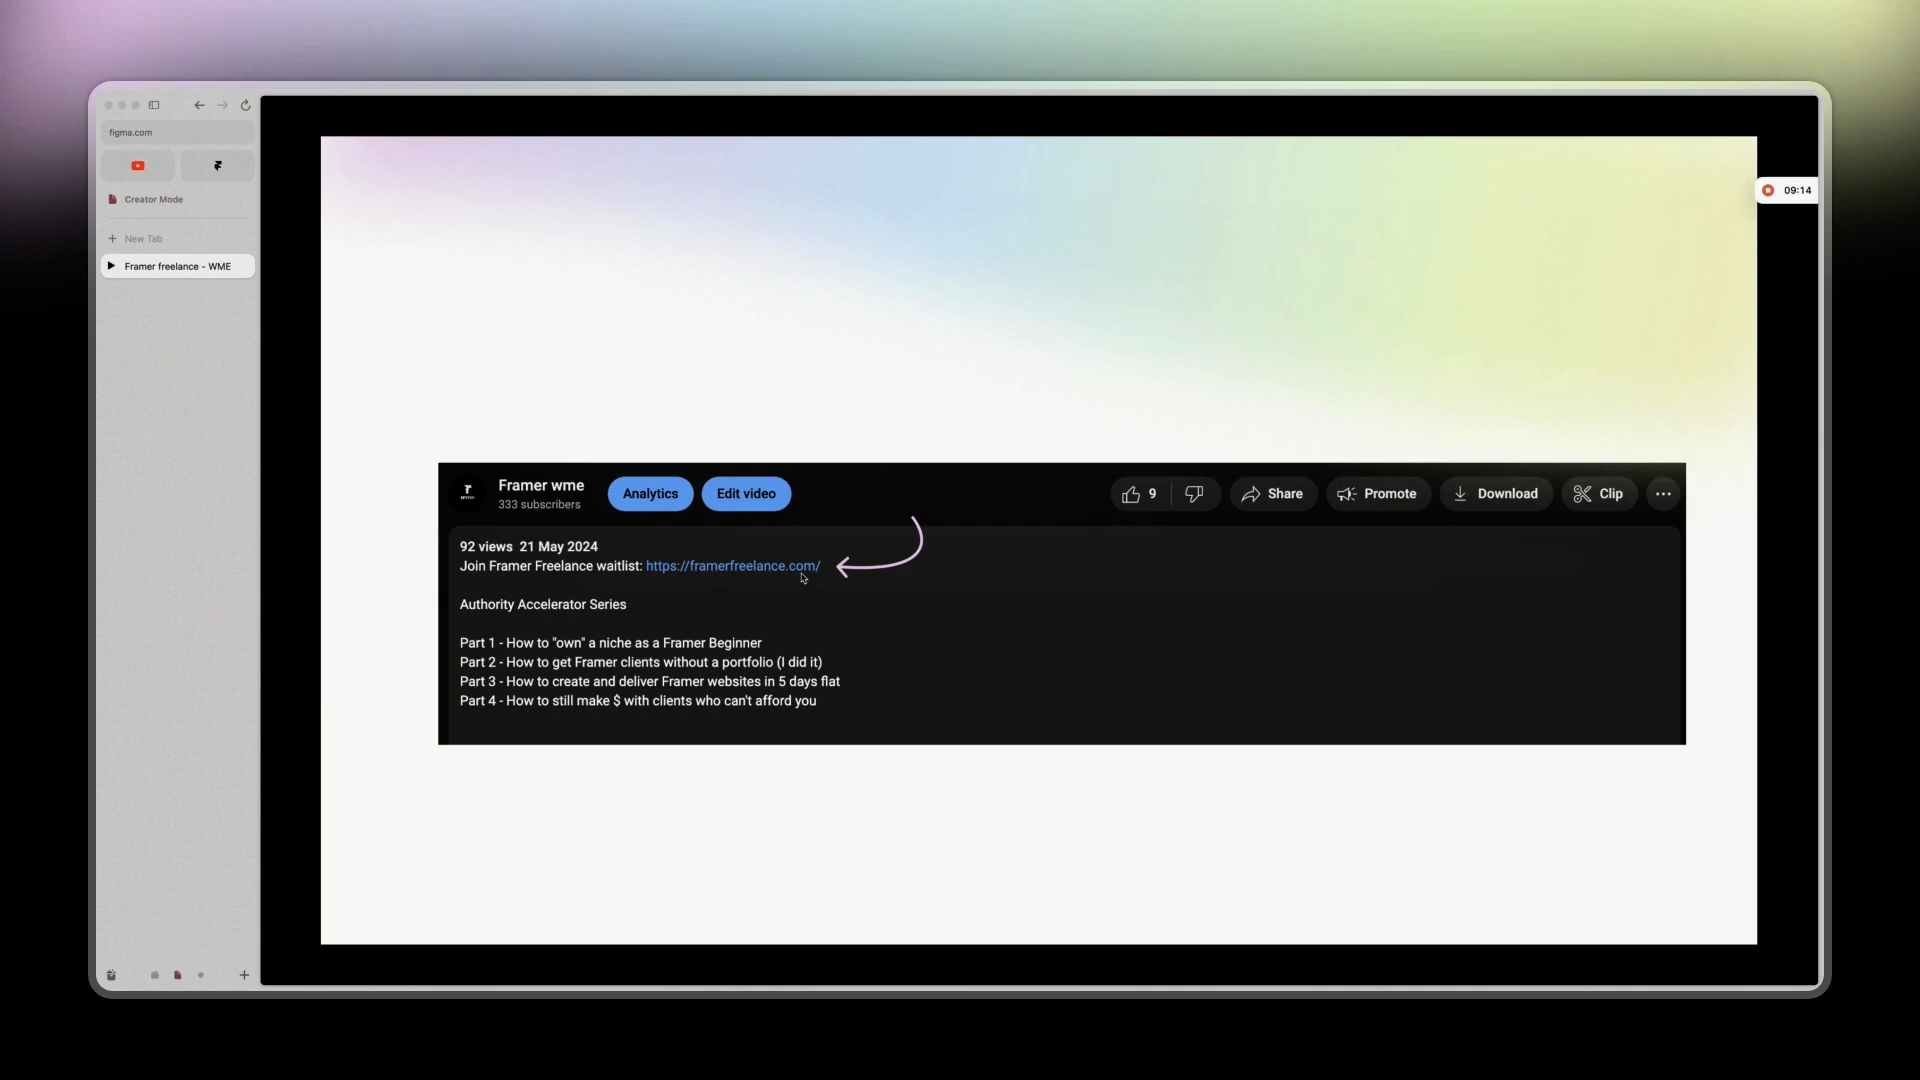 figma.com
Creator Mode
New Tab
Framer freelance - WME
09:14
Framer wme
333 subscribers
Analytics
Edit video
9
Share
Promote
Download
Clip
92 views 21 May 2024
Join Framer Freelance waitlist: https://framerfreelance.com/
Authority Accelerator Series
Part 1 - How to "own" a niche as a Framer Beginner
Part 2 - How to get Framer clients without a portfolio (I did it)
Part 3 - How to create and deliver Framer websites in 5 days flat
Part 4 - How to still make $ with clients who can't afford you